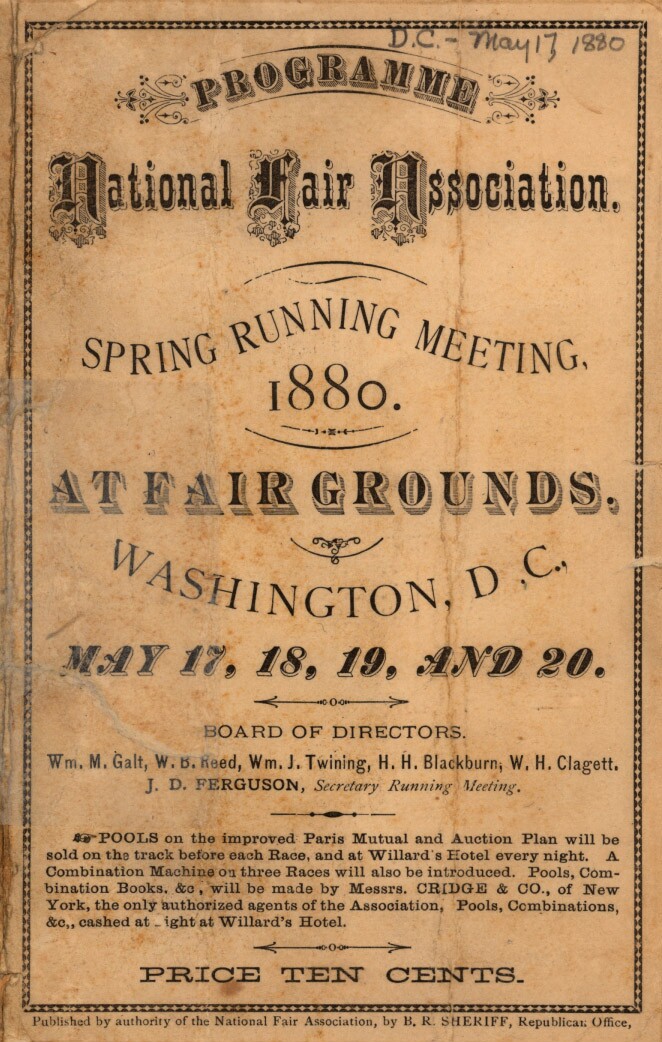 D.C. - May 17, 1880
PROGRAMME
National Fair Association.
SPRING RUNNING MEETING,
1880.
AT FAIR GROUNDS.
WASHINGTON, D.C.,
MAY 17, 18, 19, AND 20.
BOARD OF DIRECTORS.
Wm. M. Galt, W. B. Reed, Wm. J. Twining, H. H. Blackburn, W. H. Clagett.
J. D. FERGUSON, Secretary Running Meeting.
☞POOLS on the improved Paris Mutual and Auction Plan will be
sold on the track before each Race, and at Willard's Hotel every night. A
Combination Machine on three Races will also be introduced. Pools, Com-
bination Books, &c, will be made by Messrs. CRIDGE & CO., of New
York, the only authorized agents of the Association, Pools, Combinations,
&c., cashed at ight at Willard's Hotel.
PRICE TEN CENTS.
Published by authority of the National Fair Association, by B. R. SHERIFF, Republican Office,